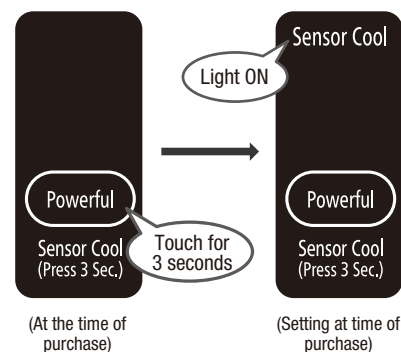 Powerful
Sensor Cool
(Press 3 Sec.)
Touch for
3 seconds
(At the time of
purchase)
Sensor Cool
Light ON
Powerful
Sensor Cool
(Press 3 Sec.)
(Setting at time of
purchase)